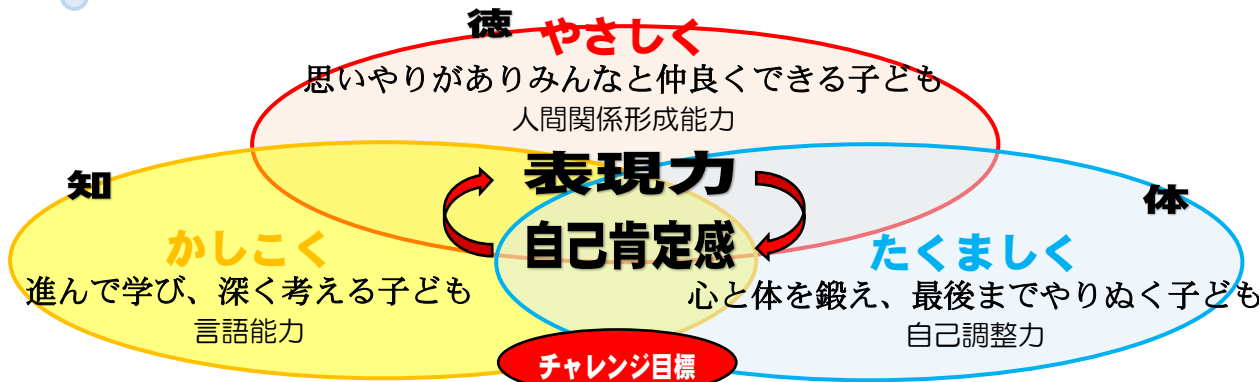 徳
やさしく
思いやりがありみんなと仲良くできる子ども
人間関係形成能力
表現力
自己肯定感
知
かしこく
進んで学び、深く考える子ども
言語能力
体
たくましく
心と体を鍛え、最後までやりぬく子ども
自己調整力
チャレンジ目標